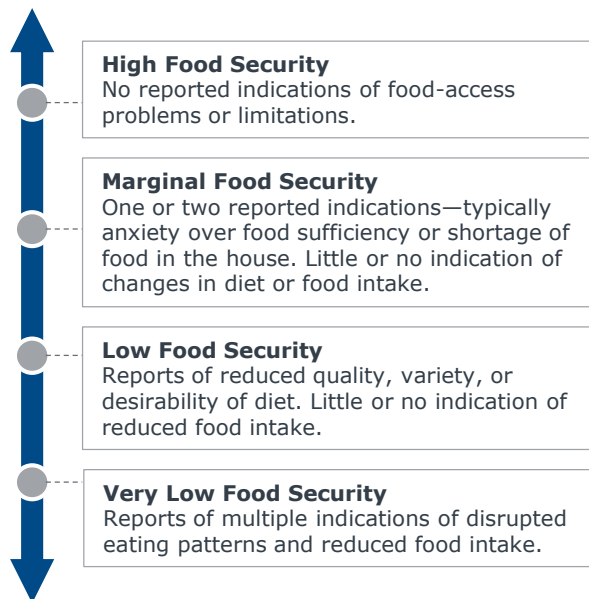 High Food Security
No reported indications of food-access
problems or limitations.
Marginal Food Security
One or two reported indications—typically
anxiety over food sufficiency or shortage of
food in the house. Little or no indication of
changes in diet or food intake.
Low Food Security
Reports of reduced quality, variety, or
desirability of diet. Little or no indication of
reduced food intake.
Very Low Food Security
Reports of multiple indications of disrupted
eating patterns and reduced food intake.